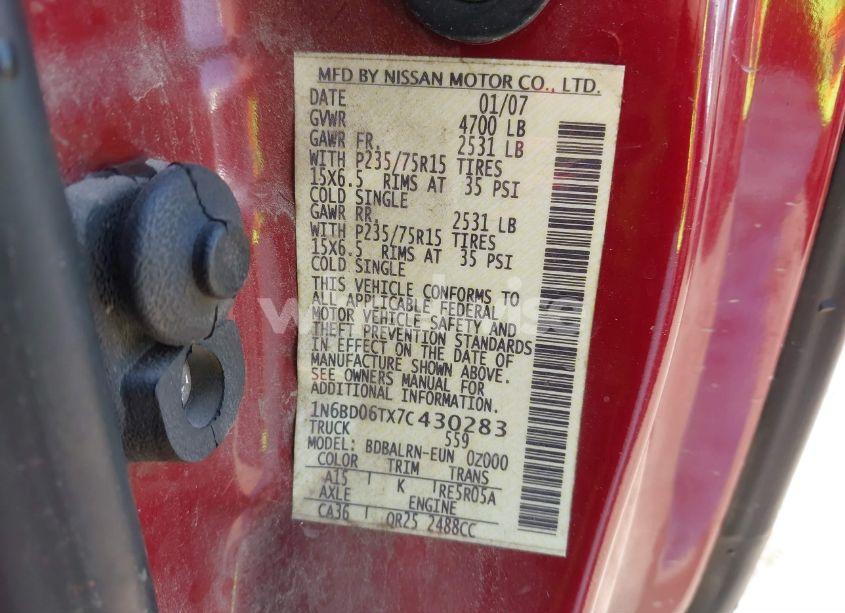 MFD BY NISSAN MOTOR CO., LTD.
DATE 01/07
GVWR 4700 LB
GAWR FR. 2531 LB
WITH P235/75R15 TIRES
15X6.5 RIMS AT 35 PSI
COLD SINGLE
GAWR RR. 2531 LB
WITH P235/75R15 TIRES
15X6.5 RIMS AT 35 PSI
COLD SINGLE
THIS VEHICLE CONFORMS TO
ALL APPLICABLE FEDERAL
MOTOR VEHICLE SAFETY AND
THEFT PREVENTION STANDARDS
IN EFFECT ON THE DATE OF
MANUFACTURE SHOWN ABOVE.
SEE OWNERS MANUAL FOR
ADDITIONAL INFORMATION.
1N6BD06TX7C430283
TRUCK 559
MODEL: BDBALRN-EUN 0Z000
COLOR TRIM TRANS
A15 K RE5R05A
AXLE ENGINE
CA36 QR25 2488CC